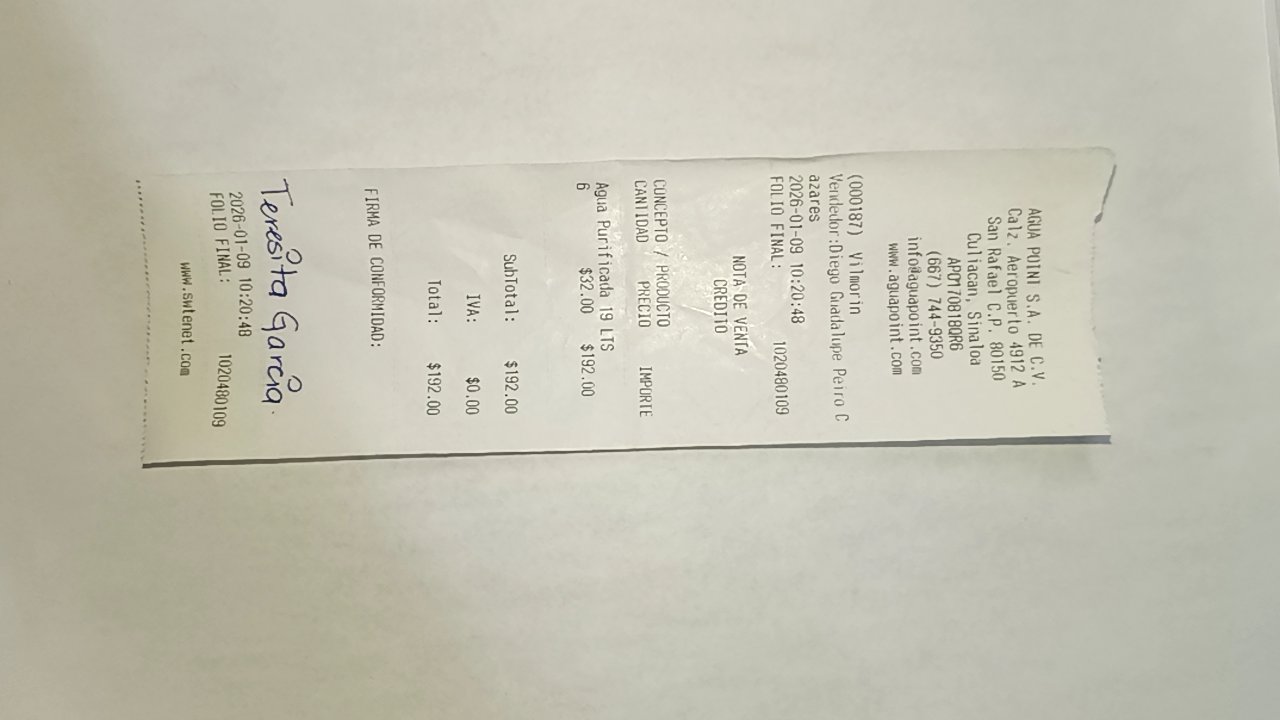 AGUA POINT S.A. DE C.V.
Calz. Aeropuerto 4912 A
San Rafael C.P. 80150
Culiacan, Sinaloa
APO170818QR6
(667) 744-9350
info@aguapoint.com
www.aguapoint.com
(000187) Vilmorin
Vendedor:Diego Guadalupe Peiro C
azares
2026-01-09 10:20:48
FOLIO FINAL: 1020480109
NOTA DE VENTA
CREDITO
CONCEPTO / PRODUCTO
CANTIDAD PRECIO IMPORTE
Agua Purificada 19 LTS
6 $32.00 $192.00
SubTotal: $192.00
IVA: $0.00
Total: $192.00
FIRMA DE CONFORMIDAD:
Teresita García.
2026-01-09 10:20:48
FOLIO FINAL: 1020480109
www.swtenet.com